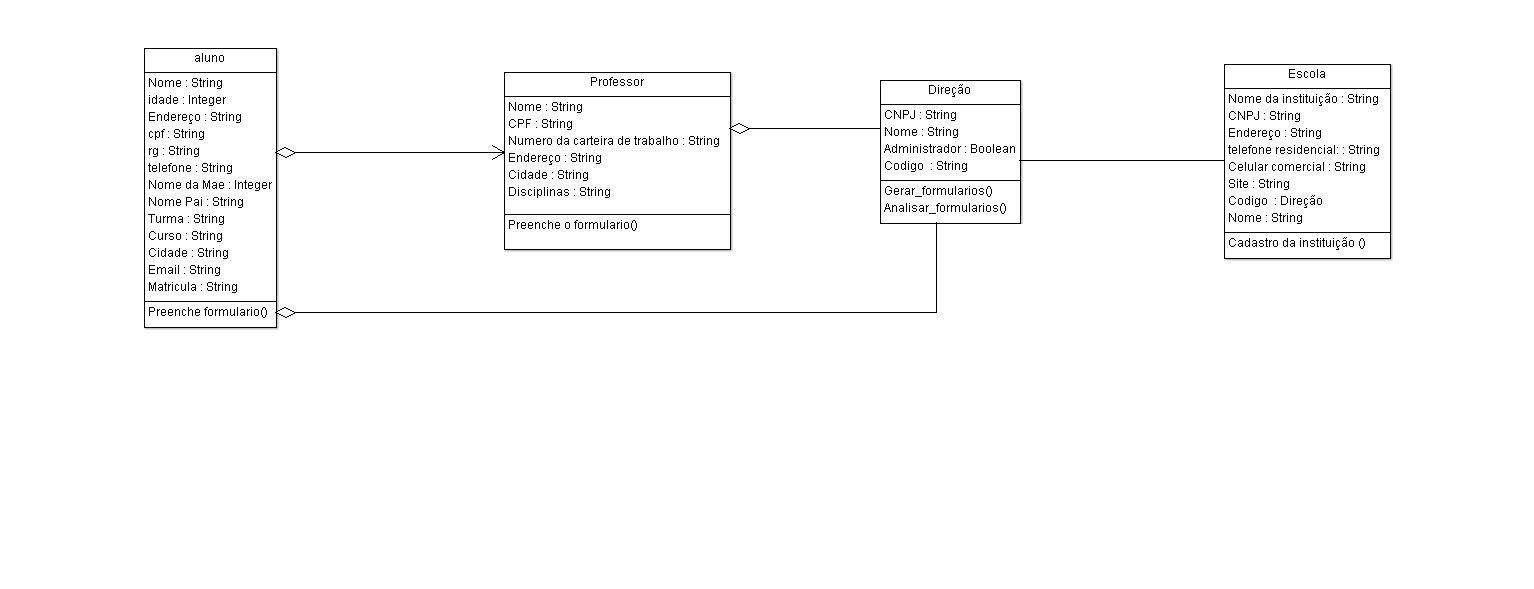 aluno
Nome : String
idade : Integer
Endereço : String
cpf : String
rg : String
telefone : String
Nome da Mae : Integer
Nome Pai : String
Turma : String
Curso : String
Cidade : String
Email : String
Matricula : String
Preenche formulario()
Professor
Nome : String
CPF : String
Numero da carteira de trabalho : String
Endereço : String
Cidade : String
Disciplinas : String
Preenche o formulario()
Direção
CNPJ : String
Nome : String
Administrador : Boolean
Codigo  : String
Gerar_formularios()
Analisar_formularios()
Escola
Nome da instituição : String
CNPJ : String
Endereço : String
telefone residencial: : String
Celular comercial : String
Site : String
Codigo  : Direção
Nome : String
Cadastro da instituição ()